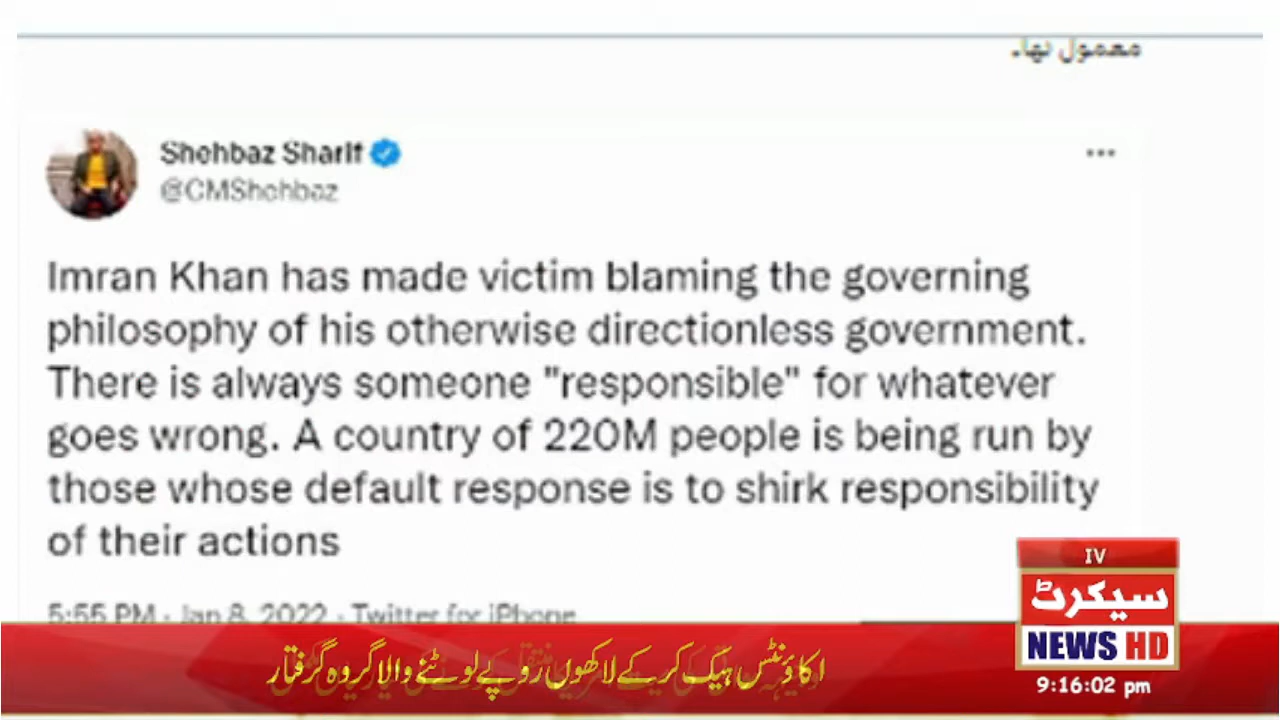 معمول تھا۔
Shehbaz Sharif
@CMShehbaz
Imran Khan has made victim blaming the governing
philosophy of his otherwise directionless government.
There is always someone "responsible" for whatever
goes wrong. A country of 220M people is being run by
those whose default response is to shirk responsibility
of their actions
5:55 PM · Jan 8, 2022 · Twitter for iPhone
IV
سیکرٹ
NEWS HD
اکاؤنٹس ہیک کر کے لاکھوں روپے لوٹنے والا گروہ گرفتار
9:16:02 pm